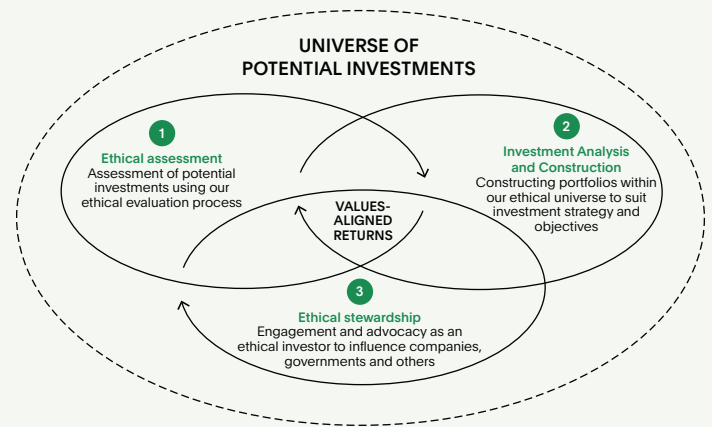 UNIVERSE OF
POTENTIAL INVESTMENTS
1
Ethical assessment
Assessment of potential
investments using our
ethical evaluation process
2
Investment Analysis
and Construction
Constructing portfolios within
our ethical universe to suit
investment strategy and
objectives
VALUES-
ALIGNED
RETURNS
3
Ethical stewardship
Engagement and advocacy as an
ethical investor to influence companies,
governments and others